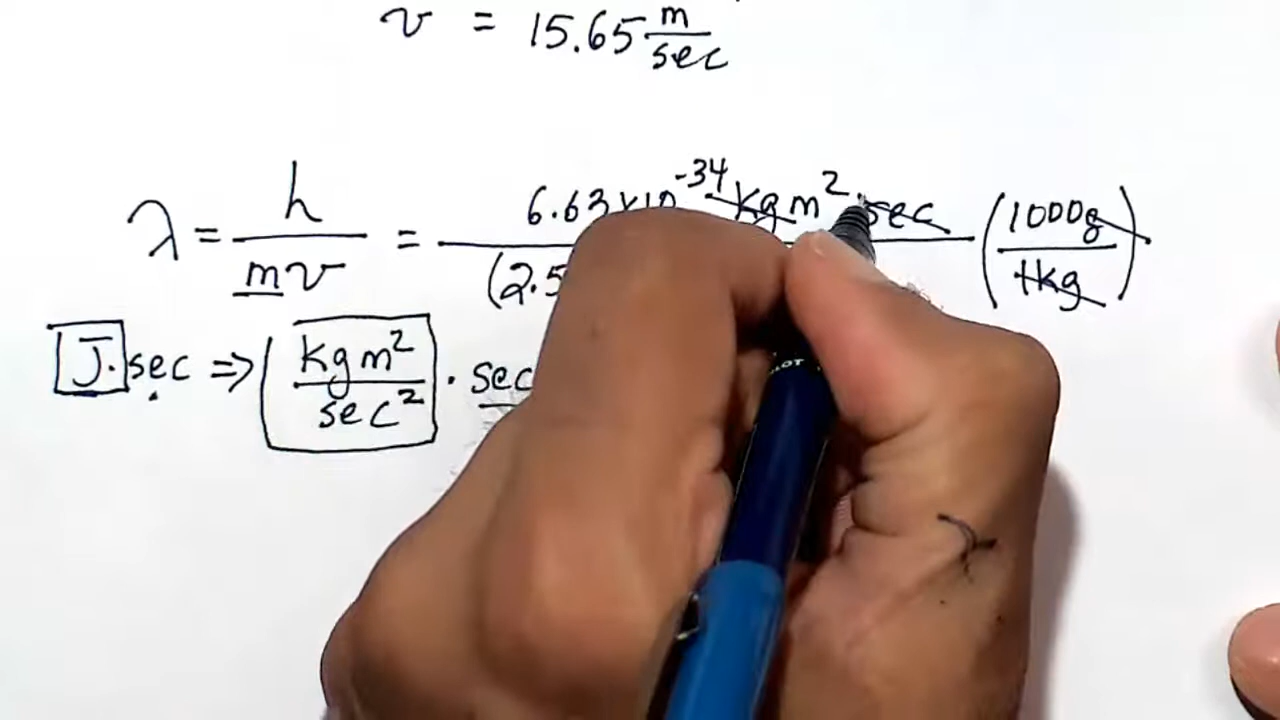 v = 15.65 m/sec
λ = h/mv = 6.63 x 10^-34 kg m^2 · sec / (2.5 (1000g/1kg)
J. sec ⇒ kg m^2/sec^2 · sec